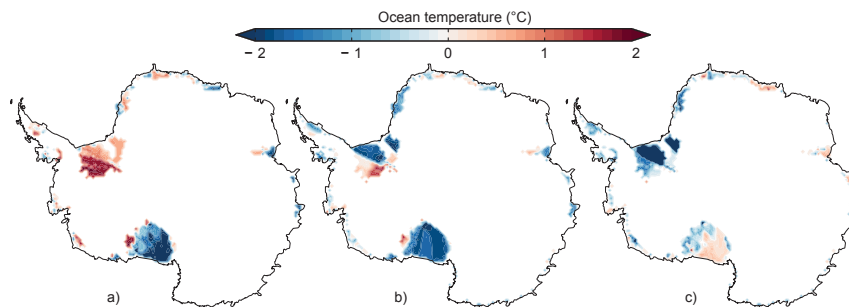 Ocean temperature (°C)
− 2 − 1 0 1 2
a) b) c)